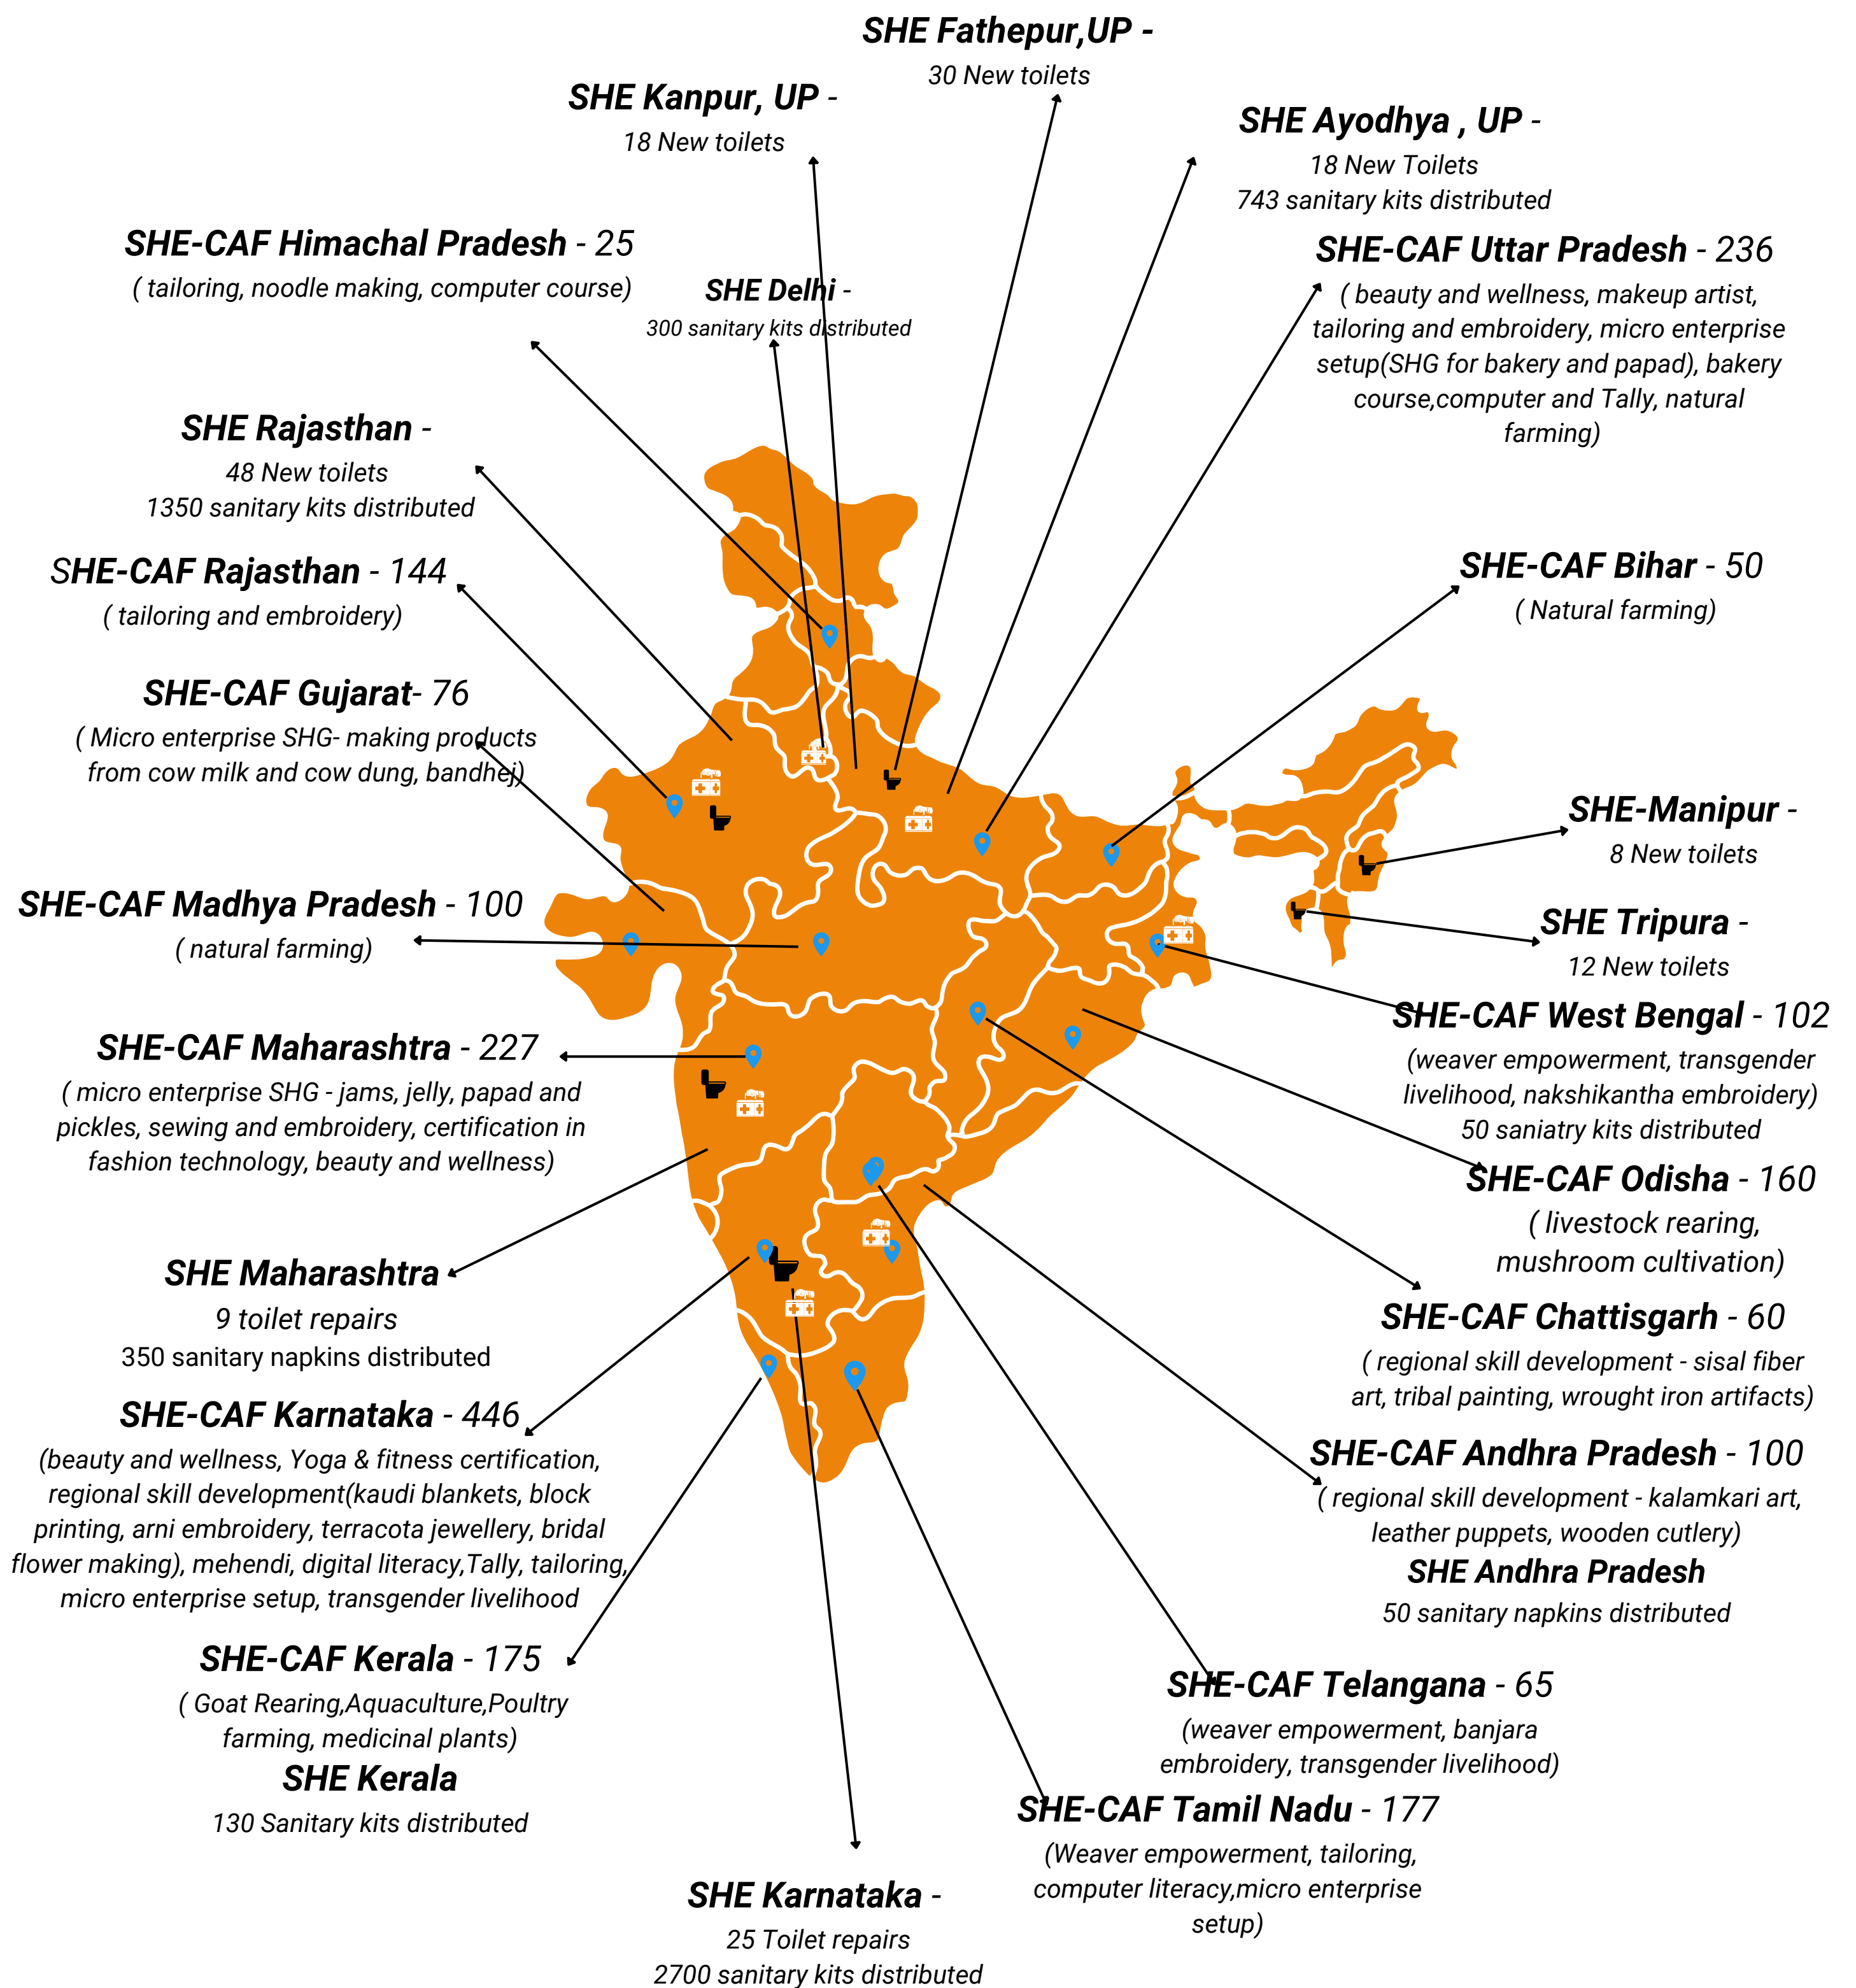 SHE Fathepur,UP -
30 New toilets
SHE Kanpur, UP -
18 New toilets
SHE Ayodhya , UP -
18 New Toilets
743 sanitary kits distributed
SHE-CAF Himachal Pradesh - 25
( tailoring, noodle making, computer course)
SHE Delhi -
300 sanitary kits distributed
SHE-CAF Uttar Pradesh - 236
( beauty and wellness, makeup artist,
tailoring and embroidery, micro enterprise
setup(SHG for bakery and papad), bakery
course,computer and Tally, natural
farming)
SHE Rajasthan -
48 New toilets
1350 sanitary kits distributed
SHE-CAF Rajasthan - 144
( tailoring and embroidery)
SHE-CAF Bihar - 50
( Natural farming)
SHE-CAF Gujarat- 76
( Micro enterprise SHG- making products
from cow milk and cow dung, bandhej)
SHE-Manipur -
8 New toilets
SHE-CAF Madhya Pradesh - 100
( natural farming)
SHE Tripura -
12 New toilets
SHE-CAF West Bengal - 102
(weaver empowerment, transgender
livelihood, nakshikantha embroidery)
50 saniatry kits distributed
SHE-CAF Maharashtra - 227
( micro enterprise SHG - jams, jelly, papad and
pickles, sewing and embroidery, certification in
fashion technology, beauty and wellness)
SHE-CAF Odisha - 160
( livestock rearing,
mushroom cultivation)
SHE Maharashtra
9 toilet repairs
350 sanitary napkins distributed
SHE-CAF Chattisgarh - 60
( regional skill development - sisal fiber
art, tribal painting, wrought iron artifacts)
SHE-CAF Karnataka - 446
(beauty and wellness, Yoga & fitness certification,
regional skill development(kaudi blankets, block
printing, arni embroidery, terracota jewellery, bridal
flower making), mehendi, digital literacy,Tally, tailoring,
micro enterprise setup, transgender livelihood
SHE-CAF Andhra Pradesh - 100
( regional skill development - kalamkari art,
leather puppets, wooden cutlery)
SHE Andhra Pradesh
50 sanitary napkins distributed
SHE-CAF Kerala - 175
( Goat Rearing,Aquaculture,Poultry
farming, medicinal plants)
SHE Kerala
130 Sanitary kits distributed
SHE-CAF Telangana - 65
(weaver empowerment, banjara
embroidery, transgender livelihood)
SHE-CAF Tamil Nadu - 177
(Weaver empowerment, tailoring,
computer literacy,micro enterprise
setup)
SHE Karnataka -
25 Toilet repairs
2700 sanitary kits distributed